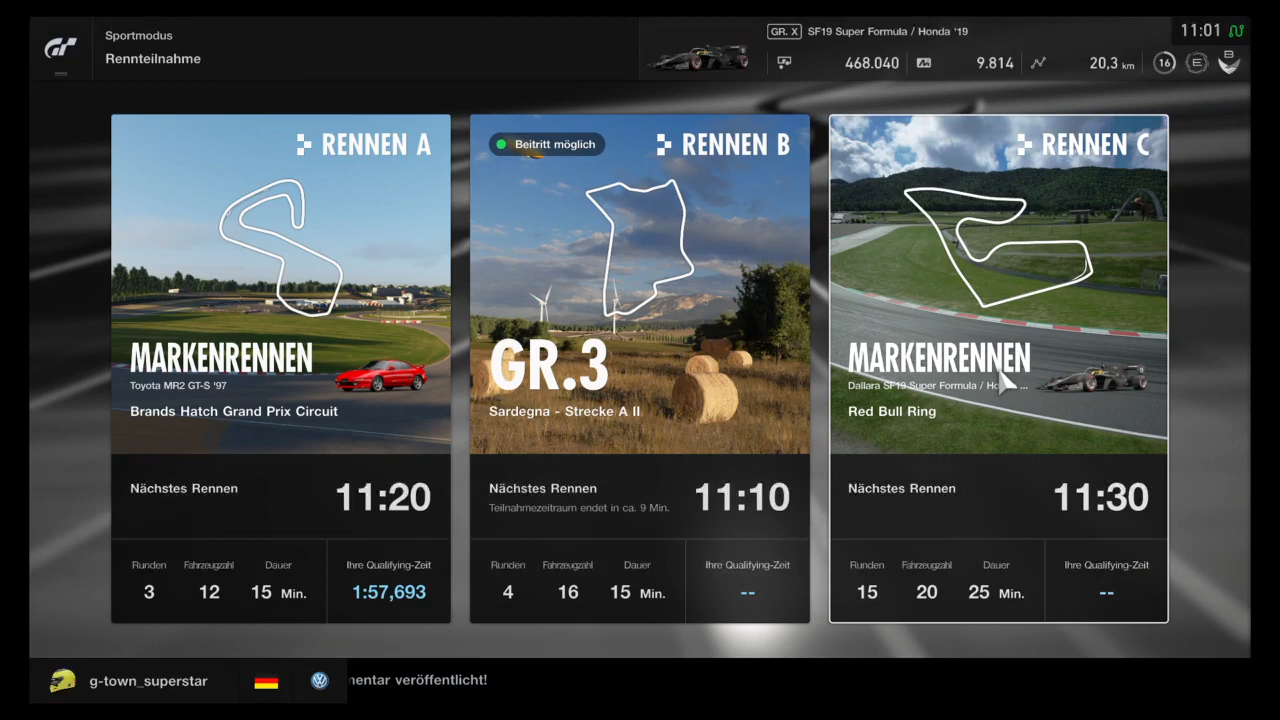 Sportmodus
Rennteilnahme
GR. X SF19 Super Formula / Honda '19
11:01
468.040
9.814
20,3 km
16
E
B
RENNEN A
MARKENRENNEN
Toyota MR2 GT-S '97
Brands Hatch Grand Prix Circuit
Nächstes Rennen
11:20
Runden Fahrzeugzahl Dauer Ihre Qualifying-Zeit
3 12 15 Min. 1:57,693
Beitritt möglich
RENNEN B
GR.3
Sardegna - Strecke A II
Nächstes Rennen
Teilnahmezeitraum endet in ca. 9 Min.
11:10
Runden Fahrzeugzahl Dauer Ihre Qualifying-Zeit
4 16 15 Min. --
RENNEN C
MARKENRENNEN
Dallara SF19 Super Formula / Ho ...
Red Bull Ring
Nächstes Rennen
11:30
Runden Fahrzeugzahl Dauer Ihre Qualifying-Zeit
15 20 25 Min. --
g-town_superstar
mentar veröffentlicht!